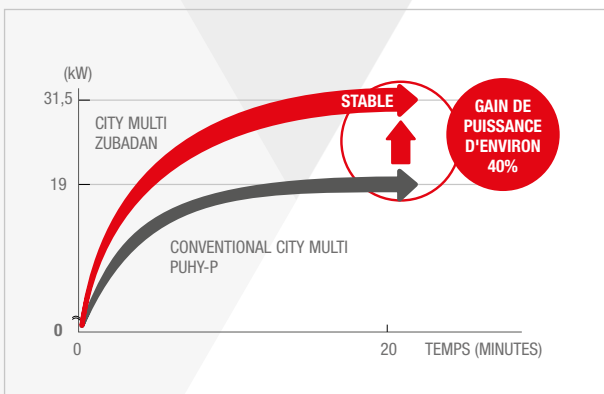 (kW)
31,5
STABLE
GAIN DE
PUISSANCE
D'ENVIRON
40%
CITY MULTI
ZUBADAN
19
CONVENTIONAL CITY MULTI
PUHY-P
0
0
20
TEMPS (MINUTES)